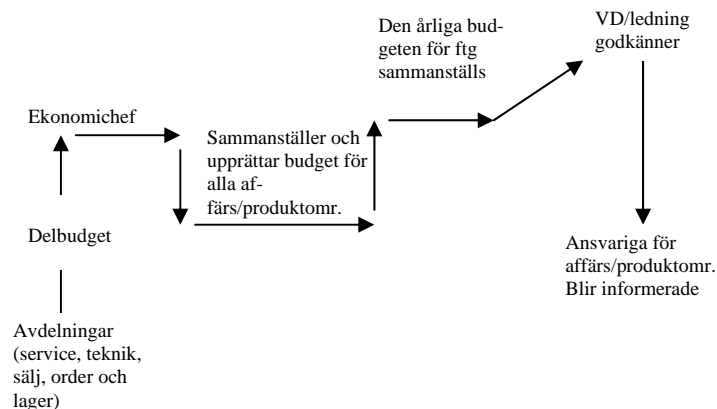 Avdelningar
(service, teknik,
sälj, order och
lager)
Delbudget
Ekonomichef
Sammanställer och
upprättar budget för
alla af-
färs/produktomr.
Den årliga bud-
geten för ftg
sammanställs
VD/ledning
godkänner
Ansvariga för
affärs/produktomr.
Blir informerade